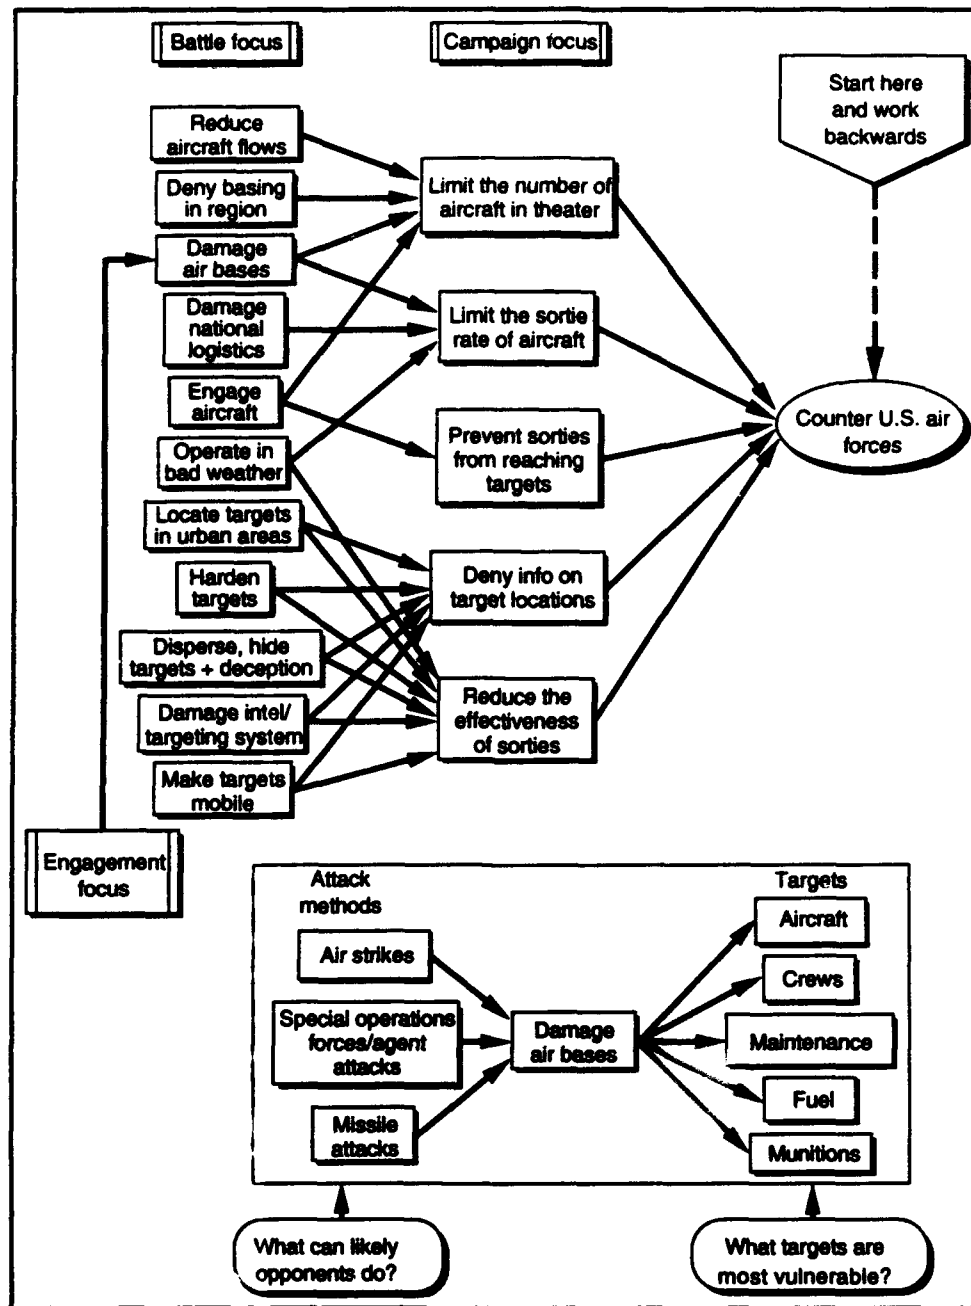 Battle focus
Campaign focus
Start here
and work
backwards
Reduce
aircraft flows
Deny basing
in region
Damage
air bases
Damage
national
logistics
Engage
aircraft
Operate in
bad weather
Locate targets
in urban areas
Harden
targets
Disperse, hide
targets + deception
Damage intel/
targeting system
Make targets
mobile
Limit the number of
aircraft in theater
Limit the sortie
rate of aircraft
Prevent sorties
from reaching
targets
Deny info on
target locations
Reduce the
effectiveness
of sorties
Counter U.S. air
forces
Engagement
focus
Attack
methods
Air strikes
Special operations
forces/agent
attacks
Missile
attacks
Damage
air bases
Targets
Aircraft
Crews
Maintenance
Fuel
Munitions
What can likely
opponents do?
What targets are
most vulnerable?